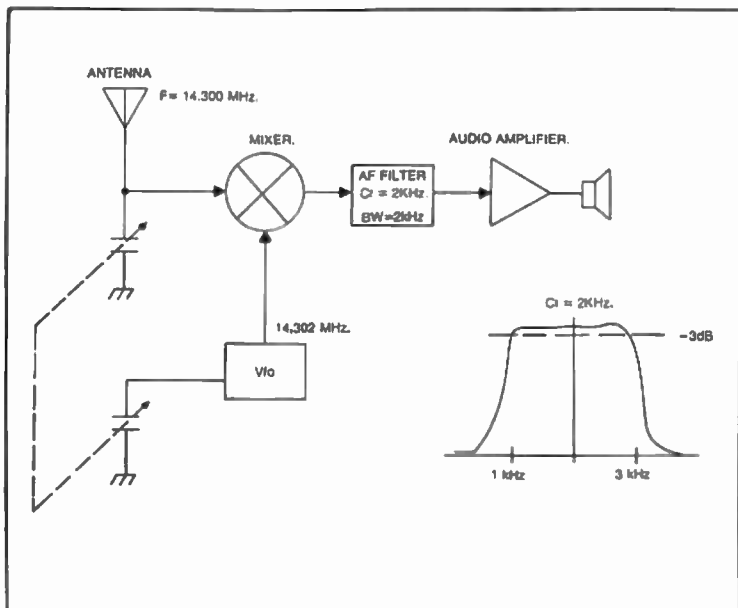 ANTENNA
F= 14.300 MHz.
MIXER.
AUDIO AMPLIFIER.
AF FILTER
Cf = 2KHz.
BW=2kHz
14.302 MHz.
Vfo
Cf = 2KHz.
-3dB
1 kHz
3 kHz